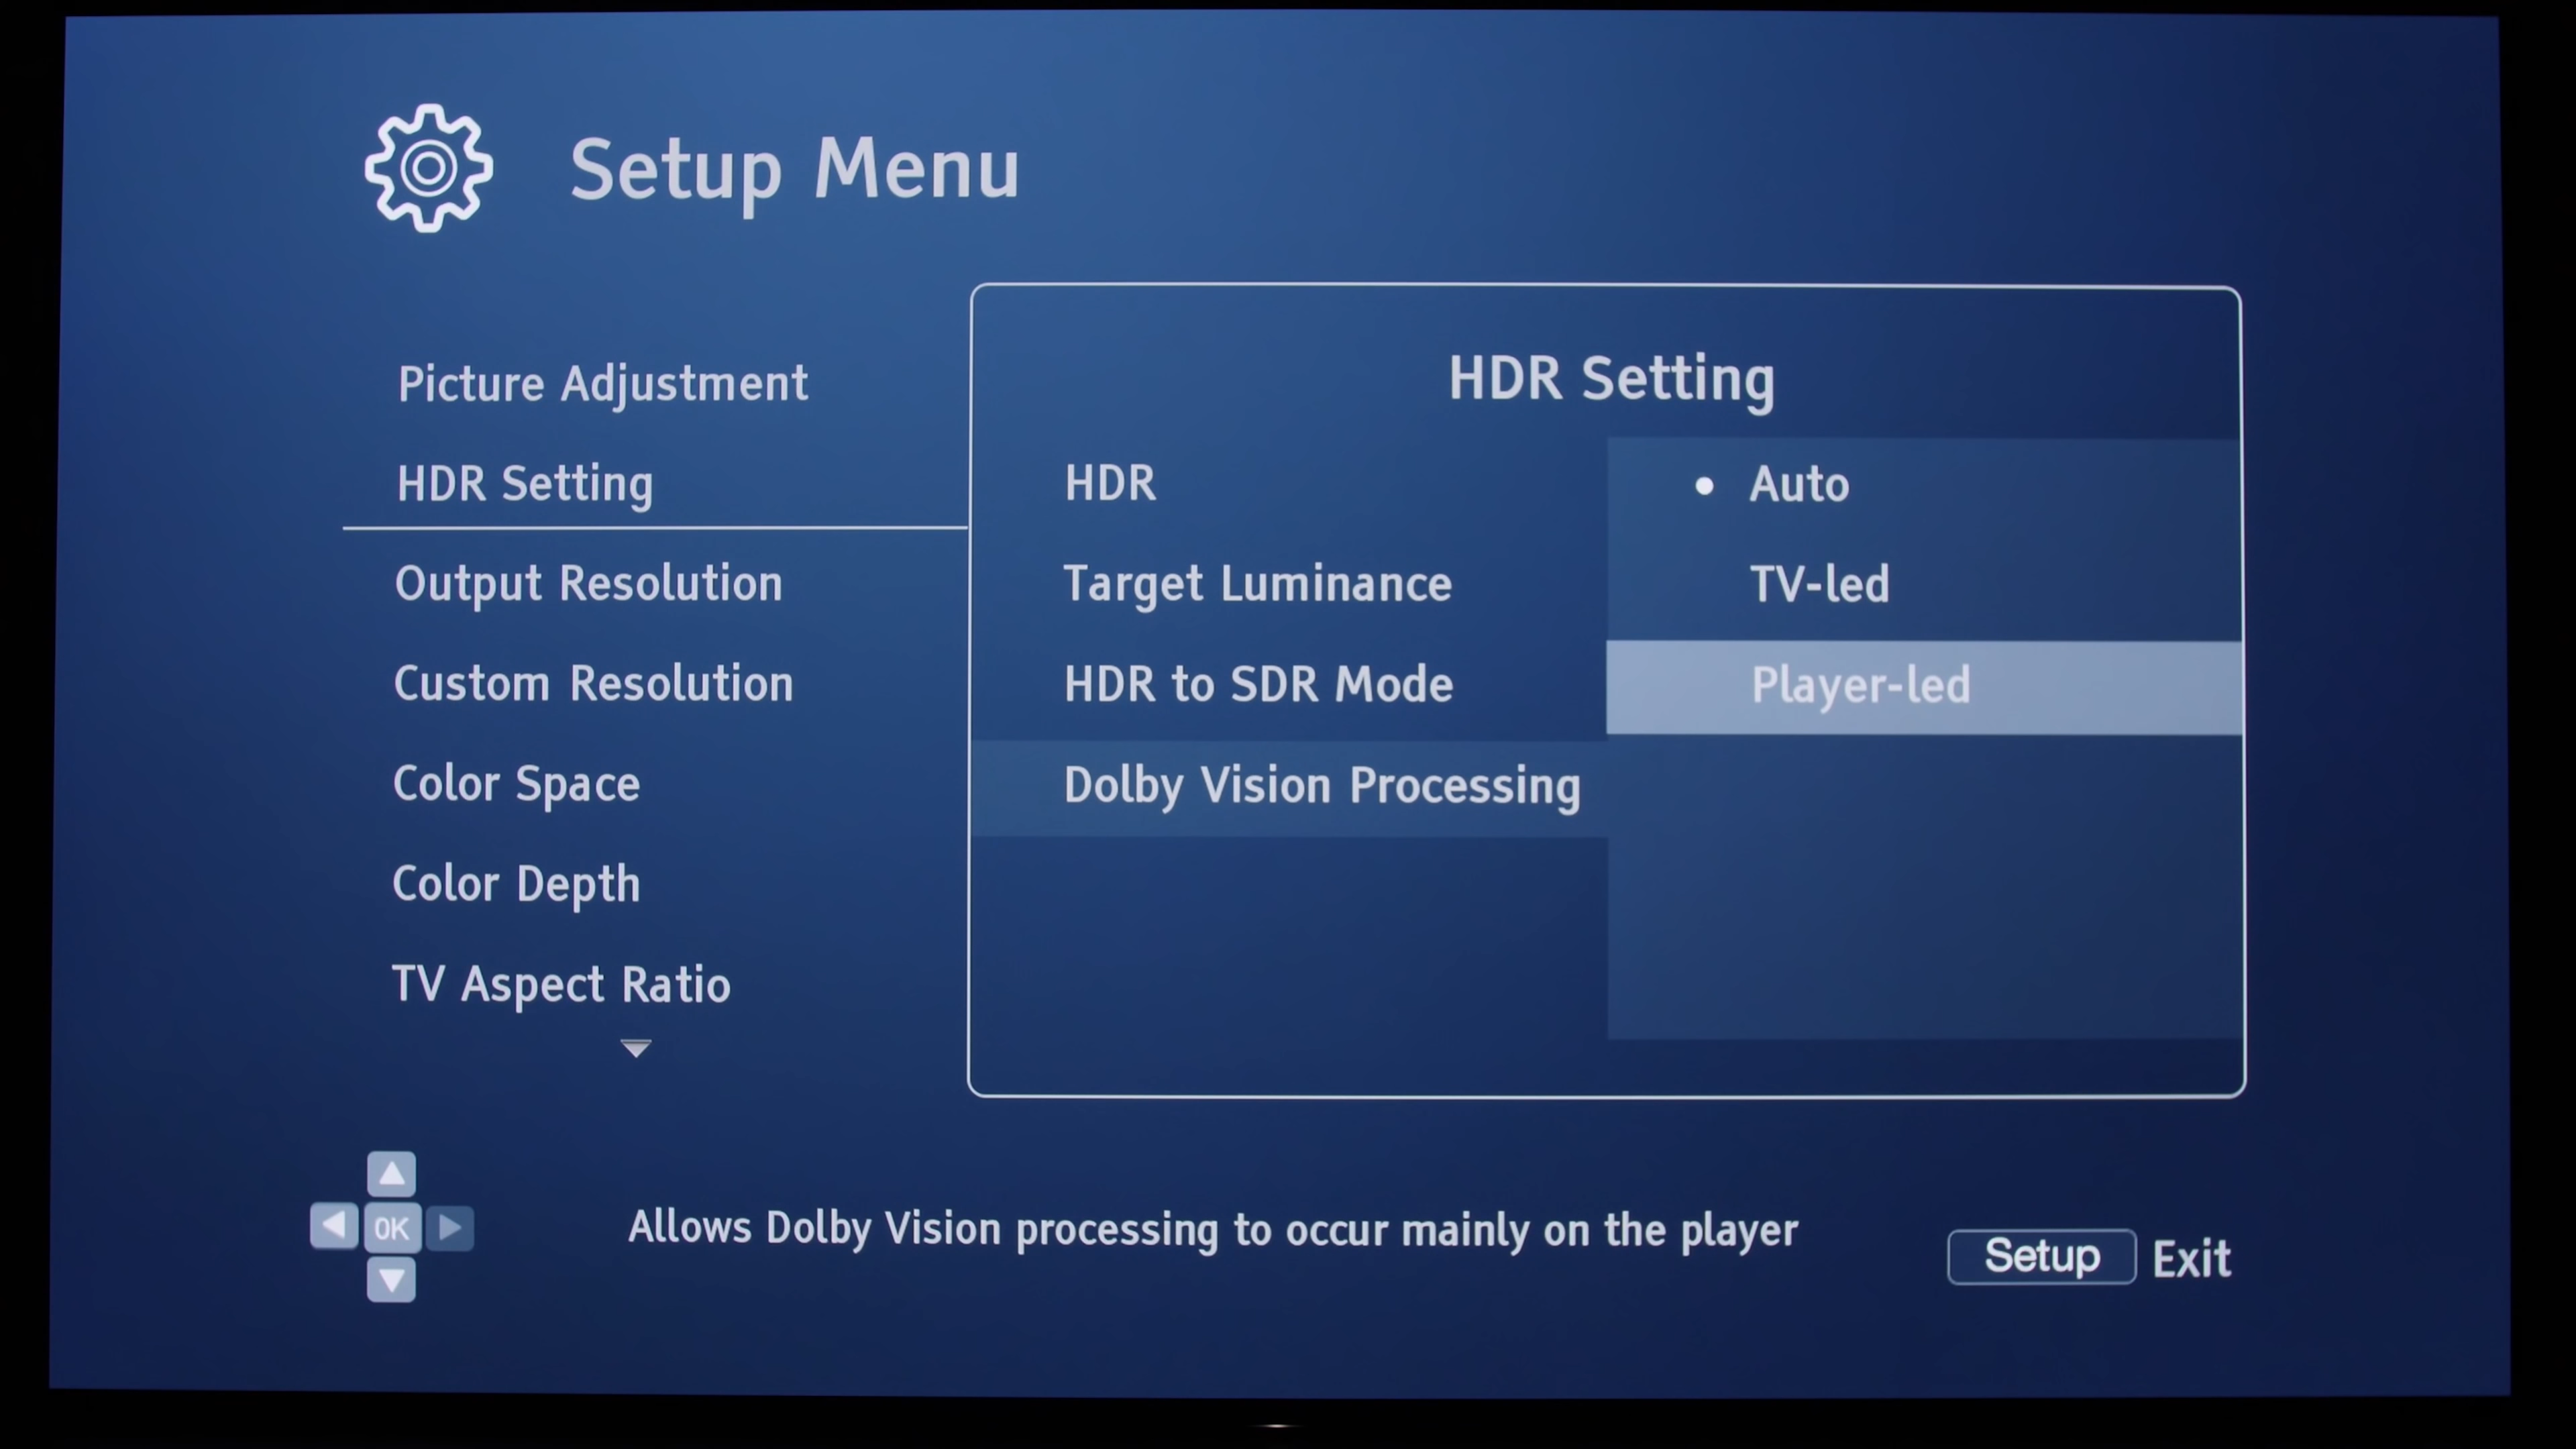 Setup Menu
Picture Adjustment
HDR Setting
Output Resolution
Custom Resolution
Color Space
Color Depth
TV Aspect Ratio
HDR Setting
HDR
Target Luminance
HDR to SDR Mode
Dolby Vision Processing
Auto
TV-led
Player-led
OK
Allows Dolby Vision processing to occur mainly on the player
Setup Exit